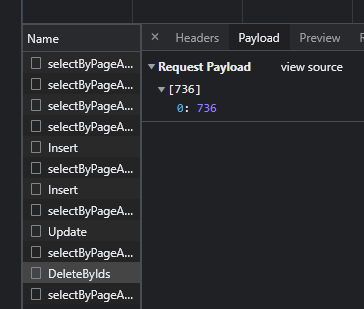 Name
selectByPageA...
selectByPageA...
selectByPageA...
selectByPageA...
Insert
selectByPageA...
Insert
selectByPageA...
Update
selectByPageA...
DeleteByIds
selectByPageA...
× Headers Payload Preview
▼ Request Payload view source
▼ [736]
0: 736